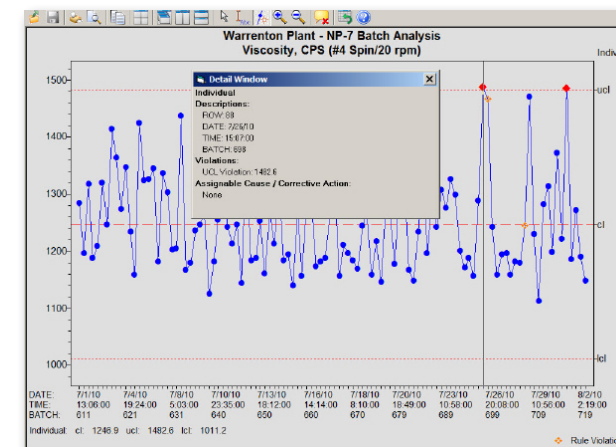 Warrenton Plant - NP-7 Batch Analysis
Viscosity, CPS (#4 Spin/20 rpm)
Indiv
Detail Window
Individual
Descriptions:
ROW: 88
DATE: 7/26/10
TIME: 15:07:00
BATCH: 698
Violations:
UCL Violation: 1482.6
Assignable Cause / Corrective Action:
None
1500
1400
1300
1200
1100
1000
ucl
cl
lcl
DATE: 7/1/10 7/4/10 7/8/10 7/10/10 7/13/10 7/16/10 7/18/10 7/20/10 7/23/10 7/26/10 7/29/10 8/2/10
TIME: 13:06:00 19:24:00 5:03:00 23:35:00 18:12:00 14:14:00 8:10:00 18:49:00 10:58:00 20:08:00 10:56:00 2:19:00
BATCH: 611 621 631 640 650 660 670 679 689 699 709 719
Individual: cl: 1246.9 ucl: 1482.6 lcl: 1011.2
Rule Violatio